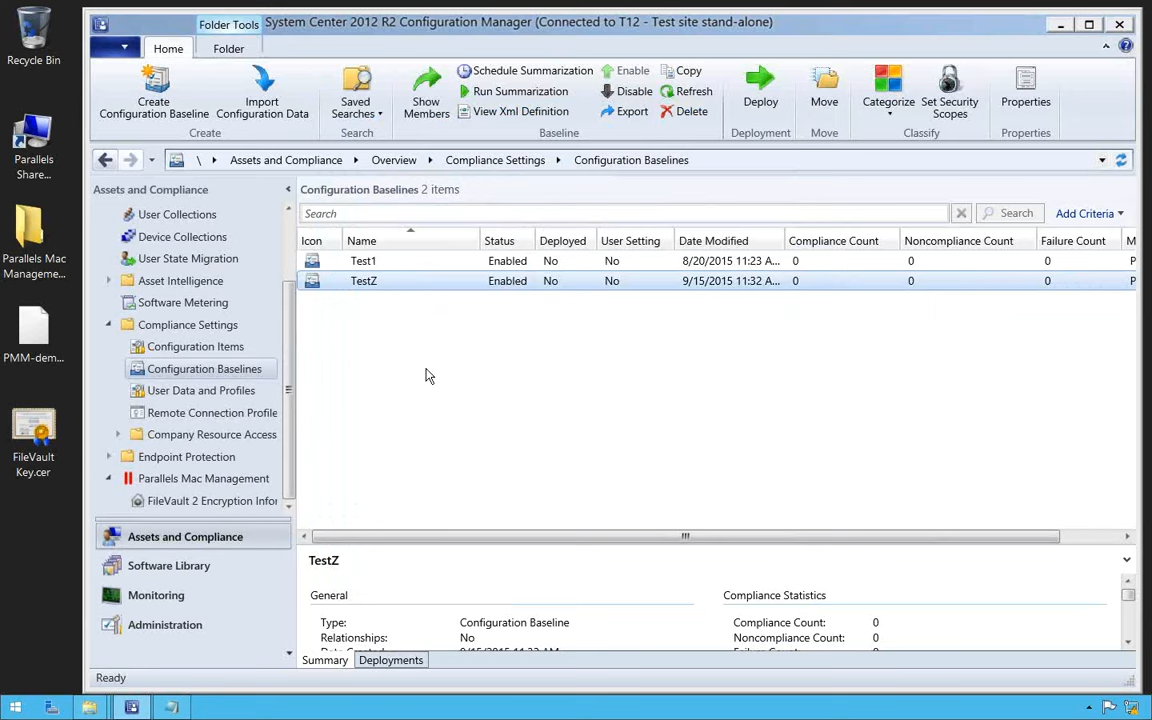 Recycle Bin
Parallels
Share...
Parallels Mac
Manageme...
PMM-dem...
FileVault
Key.cer
Folder Tools
System Center 2012 R2 Configuration Manager (Connected to T12 - Test site stand-alone)
Home
Folder
Create
Configuration Baseline
Import
Configuration Data
Create
Saved
Searches
Search
Show
Members
Schedule Summarization
Run Summarization
View Xml Definition
Enable
Disable
Export
Copy
Refresh
Delete
Baseline
Deploy
Deployment
Move
Move
Categorize
Set Security
Scopes
Classify
Properties
Properties
\ Assets and Compliance Overview Compliance Settings Configuration Baselines
Assets and Compliance
User Collections
Device Collections
User State Migration
Asset Intelligence
Software Metering
Compliance Settings
Configuration Items
Configuration Baselines
User Data and Profiles
Remote Connection Profile
Company Resource Access
Endpoint Protection
Parallels Mac Management
FileVault 2 Encryption Infor
Assets and Compliance
Software Library
Monitoring
Administration
Configuration Baselines 2 items
Search
Search
Add Criteria
Icon Name Status Deployed User Setting Date Modified Compliance Count Noncompliance Count Failure Count M
Test1 Enabled No No 8/20/2015 11:23 A... 0 0 0 P
TestZ Enabled No No 9/15/2015 11:32 A... 0 0 0 P
TestZ
General
Type: Configuration Baseline
Relationships: No
Compliance Statistics
Compliance Count: 0
Noncompliance Count: 0
Summary
Deployments
Ready